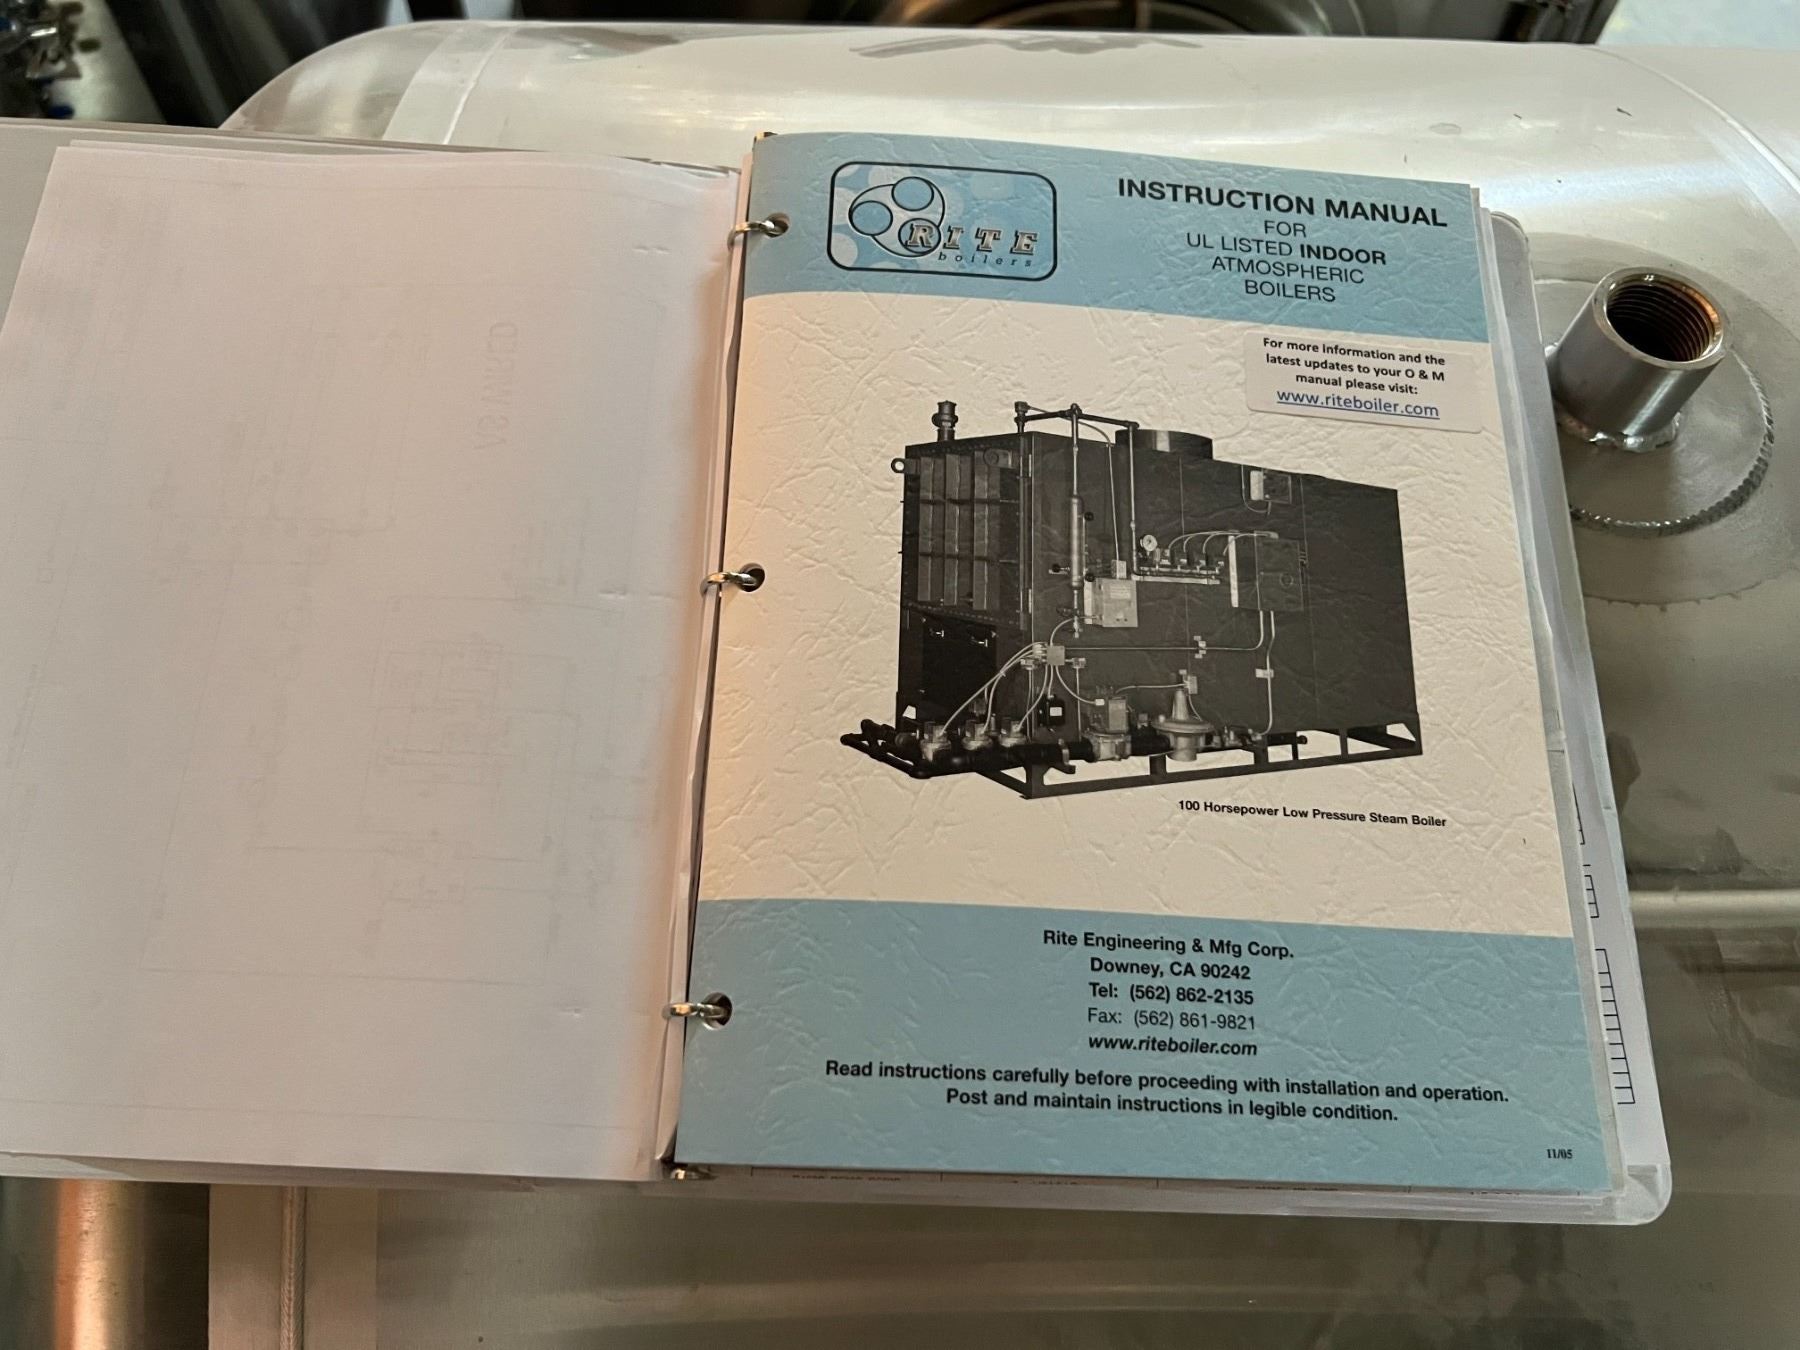 RITE
boilers
INSTRUCTION MANUAL
FOR
UL LISTED INDOOR
ATMOSPHERIC
BOILERS
For more information and the
latest updates to your O & M
manual please visit:
www.riteboiler.com
100 Horsepower Low Pressure Steam Boiler
Rite Engineering & Mfg Corp.
Downey, CA 90242
Tel: (562) 862-2135
Fax: (562) 861-9821
www.riteboiler.com
Read instructions carefully before proceeding with installation and operation.
Post and maintain instructions in legible condition.
11/05